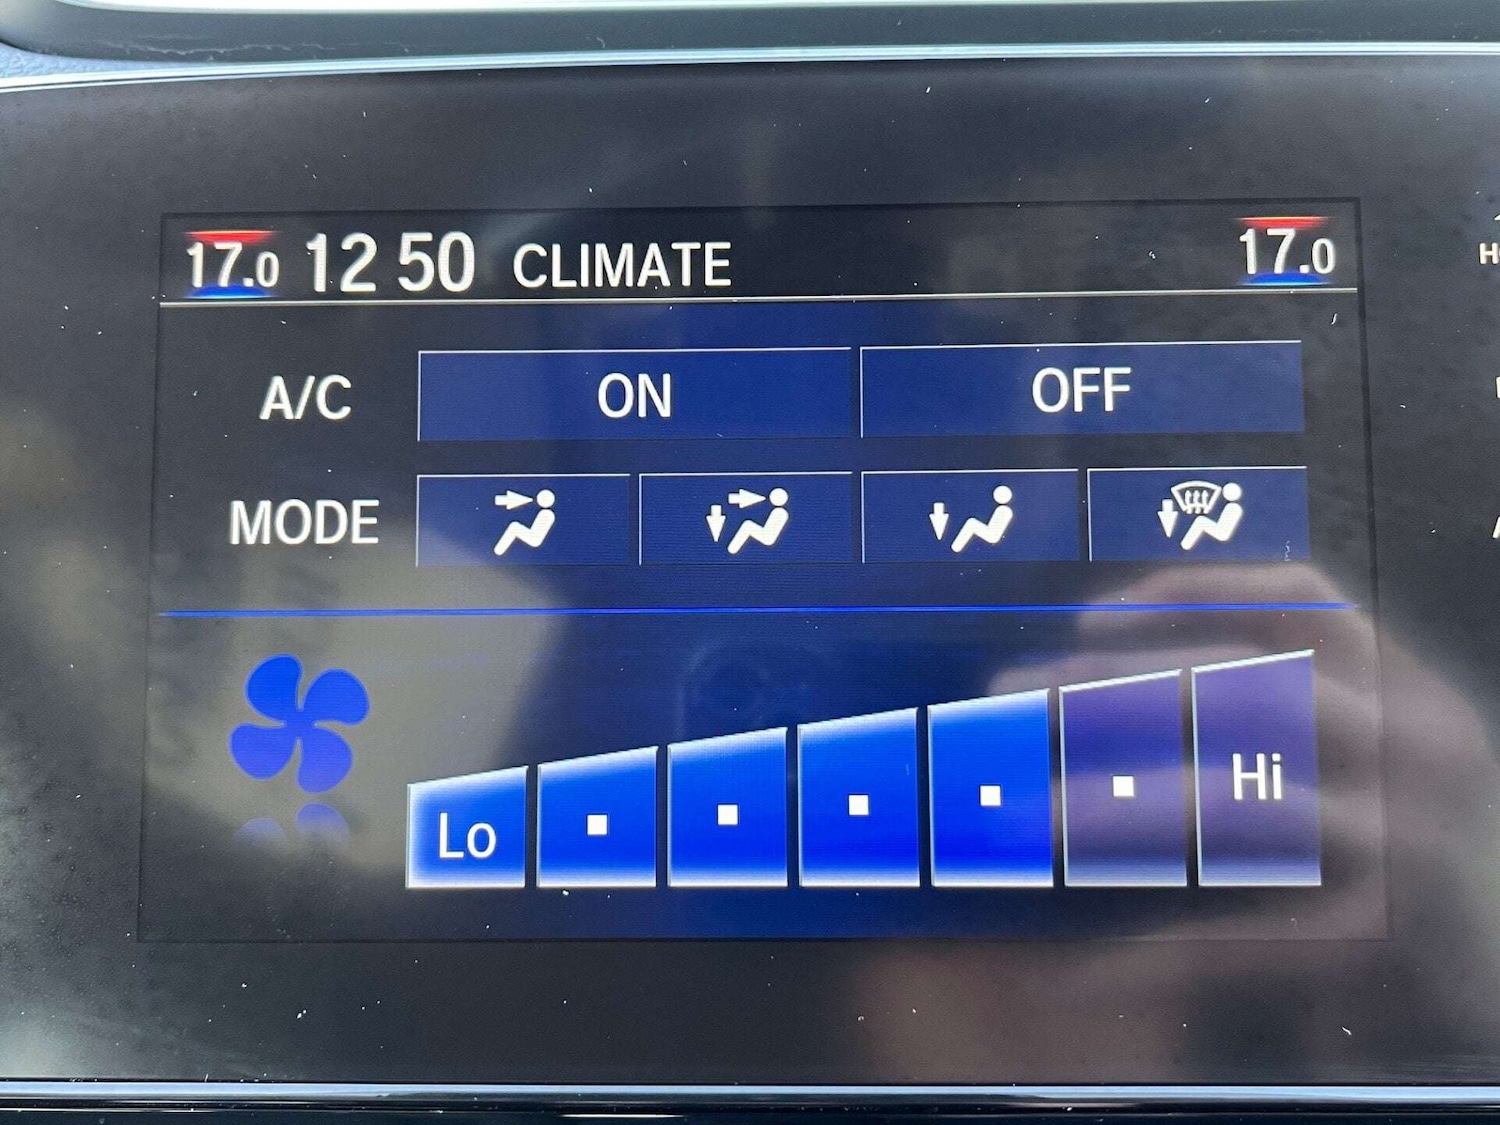 17.0 12 50 CLIMATE 17.0
A/C ON OFF
MODE
Lo Hi